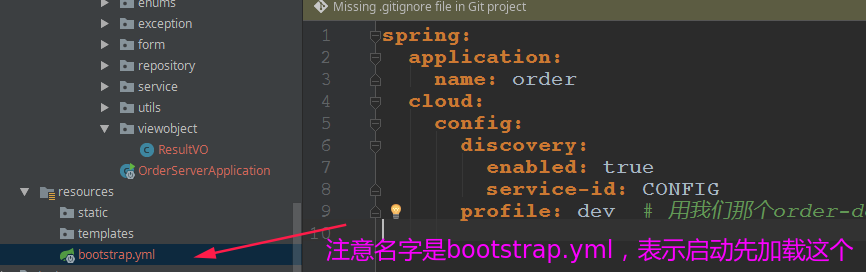 enums
exception
form
repository
service
utils
viewobject
ResultVO
OrderServerApplication
resources
static
templates
bootstrap.yml
Missing .gitignore file in Git project
1 spring:
2 application:
3 name: order
4 cloud:
5 config:
6 discovery:
7 enabled: true
8 service-id: CONFIG
9 profile: dev # 用我们那个order-de
10
注意名字是bootstrap.yml，表示启动先加载这个